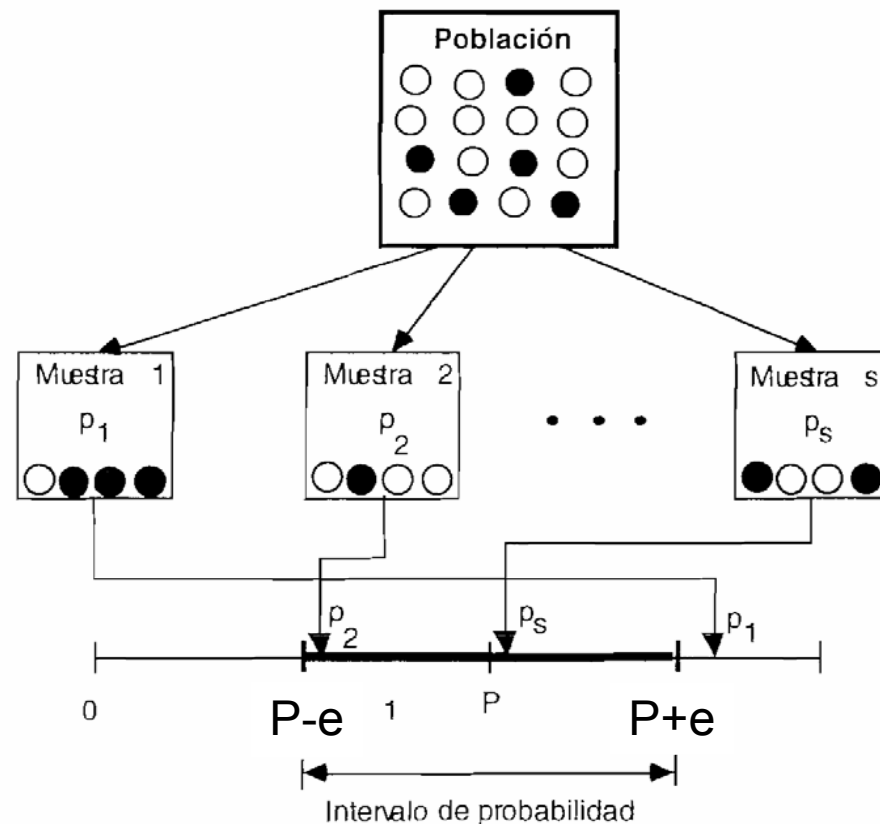 Población
Muestra 1
p1
Muestra 2
p2
Muestra s
ps
p2
ps
p1
0
P-e
1
P
P+e
Intervalo de probabilidad